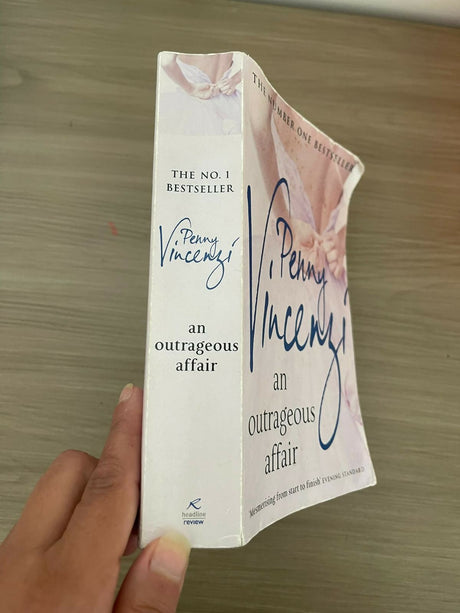 THE NO. 1
BESTSELLER
Penny
Vincenzi
an
outrageous
affair
headline
review
THE NUMBER ONE BESTSELLER
Penny
Vincenzi
an
outrageous
affair
'Mesmerising from start to finish' EVENING STANDARD